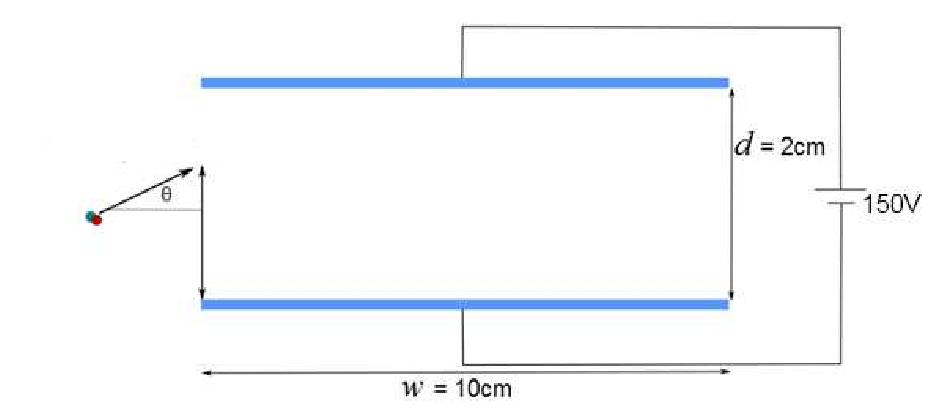 d = 2cm
θ
150V
w = 10cm